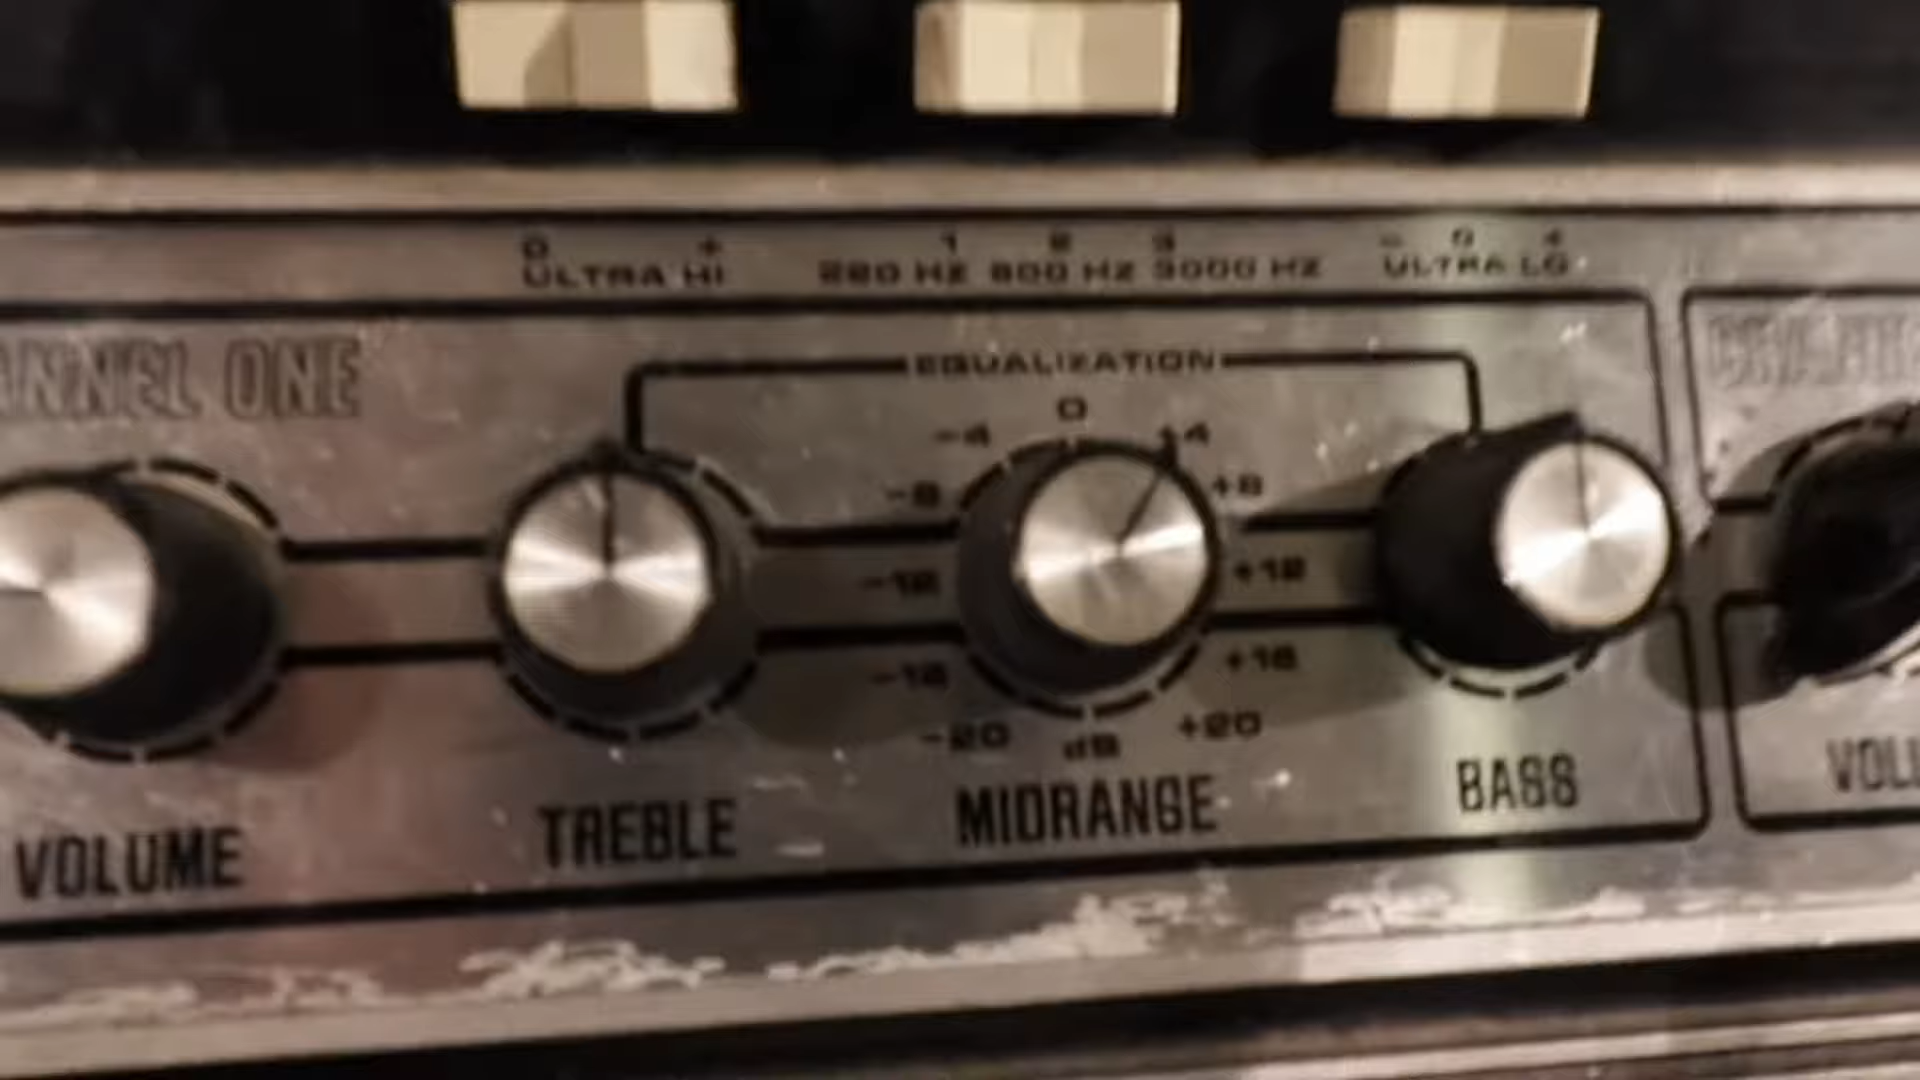 0 +
ULTRA HI
1 2 3
220 HZ 800 HZ 3000 HZ
- 0 +
ULTRA LO
ANNEL ONE
EQUALIZATION
0
-4 +4
-8 +8
-12 +12
-16 +16
-20 dB +20
VOLUME
TREBLE
MIDRANGE
BASS
VOLU